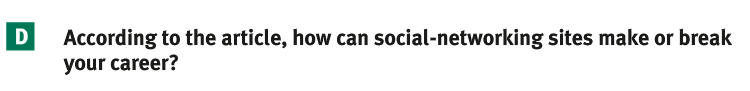 D According to the article, how can social-networking sites make or break
your career?